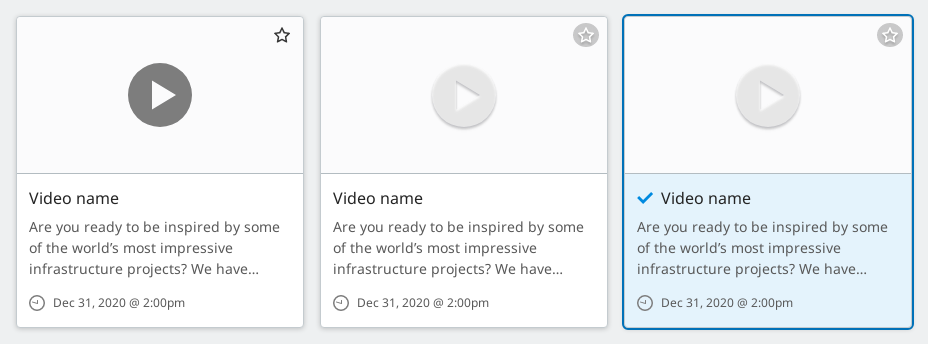 Video name
Are you ready to be inspired by some
of the world’s most impressive
infrastructure projects? We have...
Dec 31, 2020 @ 2:00pm
Video name
Are you ready to be inspired by some
of the world’s most impressive
infrastructure projects? We have...
Dec 31, 2020 @ 2:00pm
Video name
Are you ready to be inspired by some
of the world’s most impressive
infrastructure projects? We have...
Dec 31, 2020 @ 2:00pm